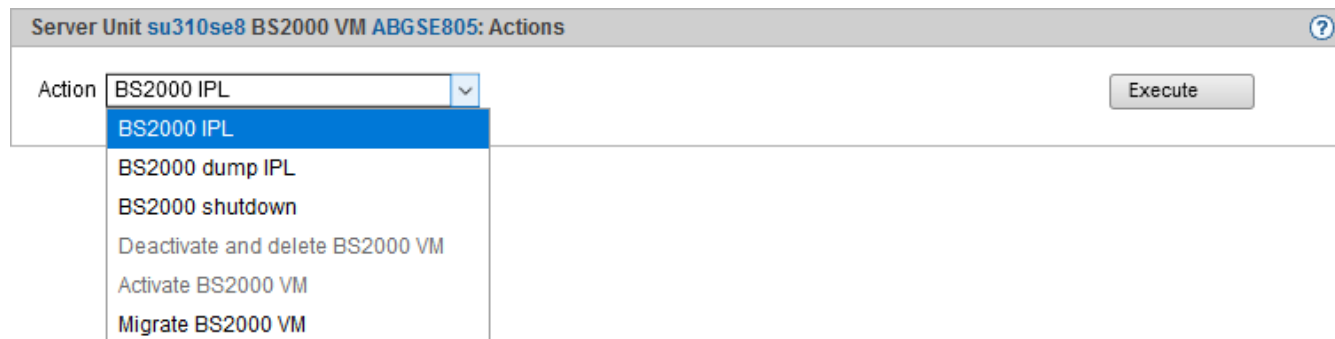 Server Unit su310se8 BS2000 VM ABGSE805: Actions ?
Action BS2000 IPL Execute
BS2000 IPL
BS2000 dump IPL
BS2000 shutdown
Deactivate and delete BS2000 VM
Activate BS2000 VM
Migrate BS2000 VM